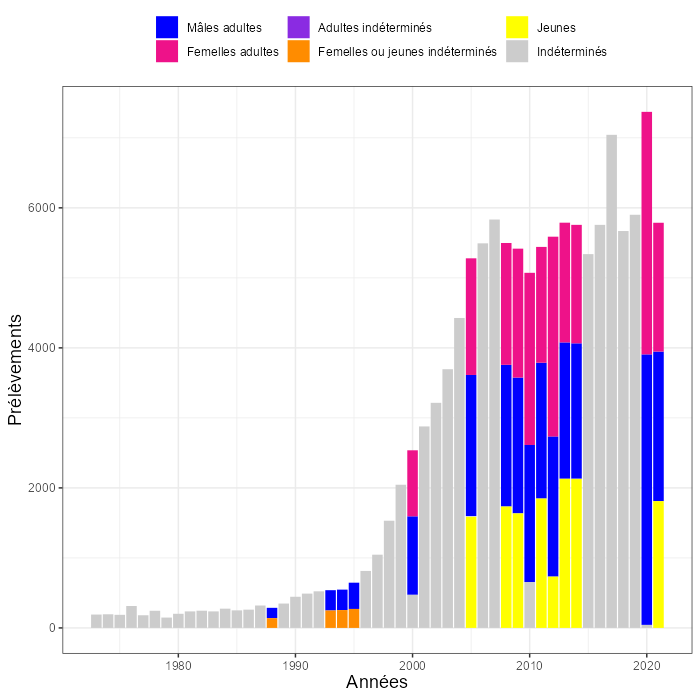 Mâles adultes Adultes indéterminés Jeunes
Femelles adultes Femelles ou jeunes indéterminés Indéterminés
6000
4000
2000
0
Prélèvements
1980 1990 2000 2010 2020
Années